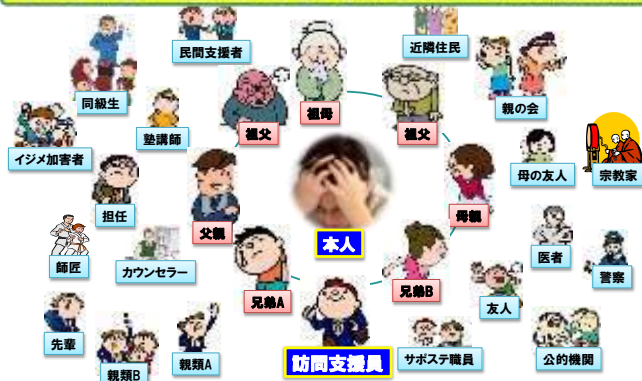 民間支援者
近隣住民
同級生
親の会
塾講師
祖父
祖母
祖父
イジメ加害者
母の友人
宗教家
担任
父親
母親
本人
師匠
カウンセラー
医者
警察
兄弟A
兄弟B
友人
先輩
親類B
親類A
訪問支援員
サポステ職員
公的機関